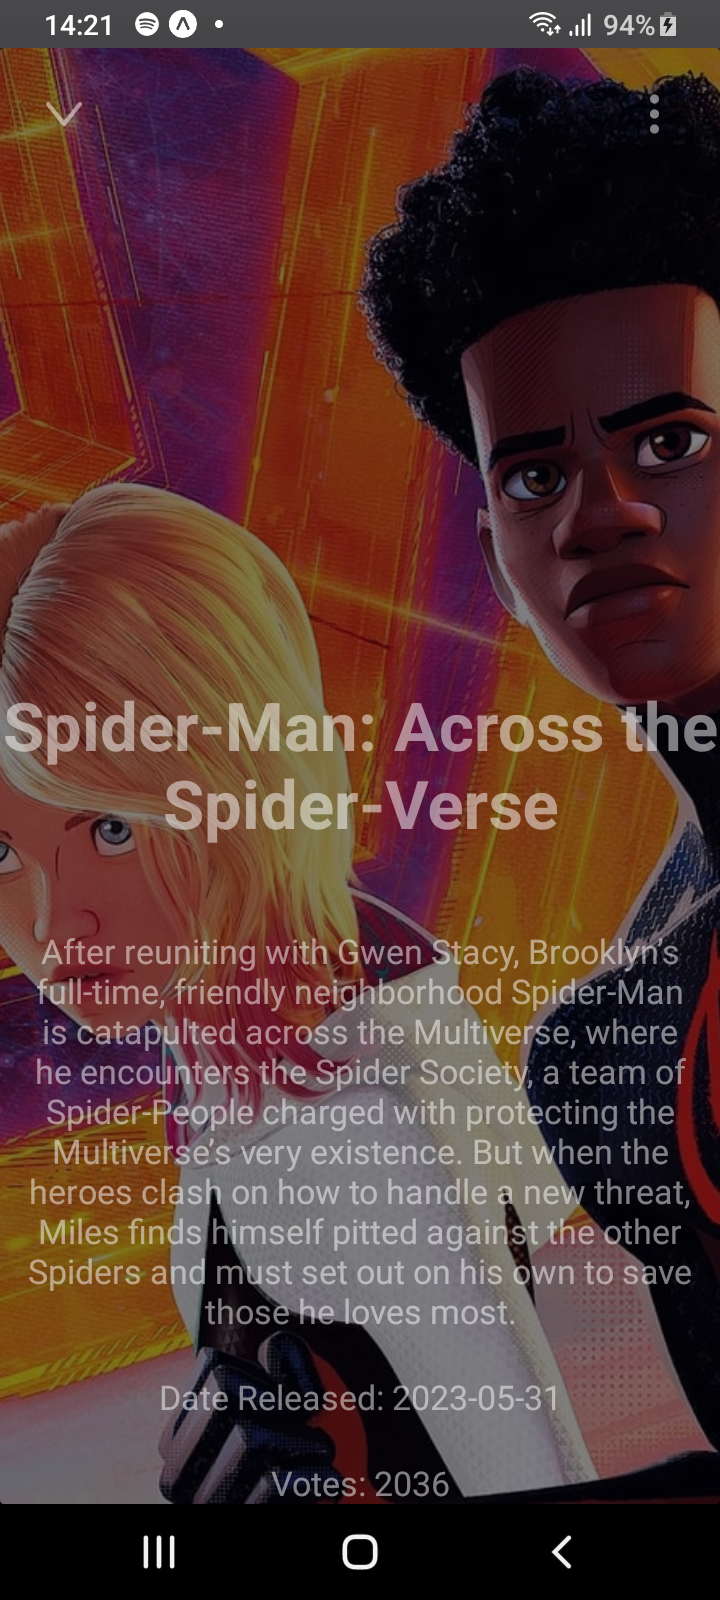 14:21
94%
Spider-Man: Across the
Spider-Verse
After reuniting with Gwen Stacy, Brooklyn’s
full-time, friendly neighborhood Spider-Man
is catapulted across the Multiverse, where
he encounters the Spider Society, a team of
Spider-People charged with protecting the
Multiverse’s very existence. But when the
heroes clash on how to handle a new threat,
Miles finds himself pitted against the other
Spiders and must set out on his own to save
those he loves most.
Date Released: 2023-05-31
Votes: 2036